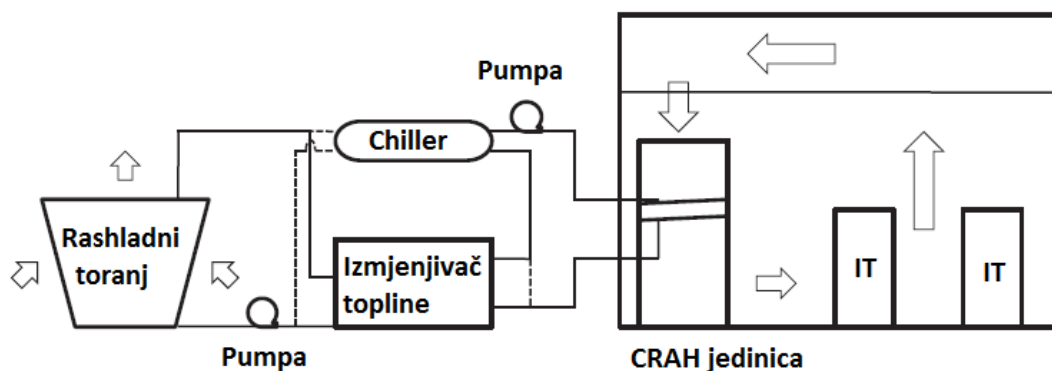 Pumpa
Chiller
Rashladni
toranj
Izmjenjivač
topline
IT
IT
Pumpa
CRAH jedinica